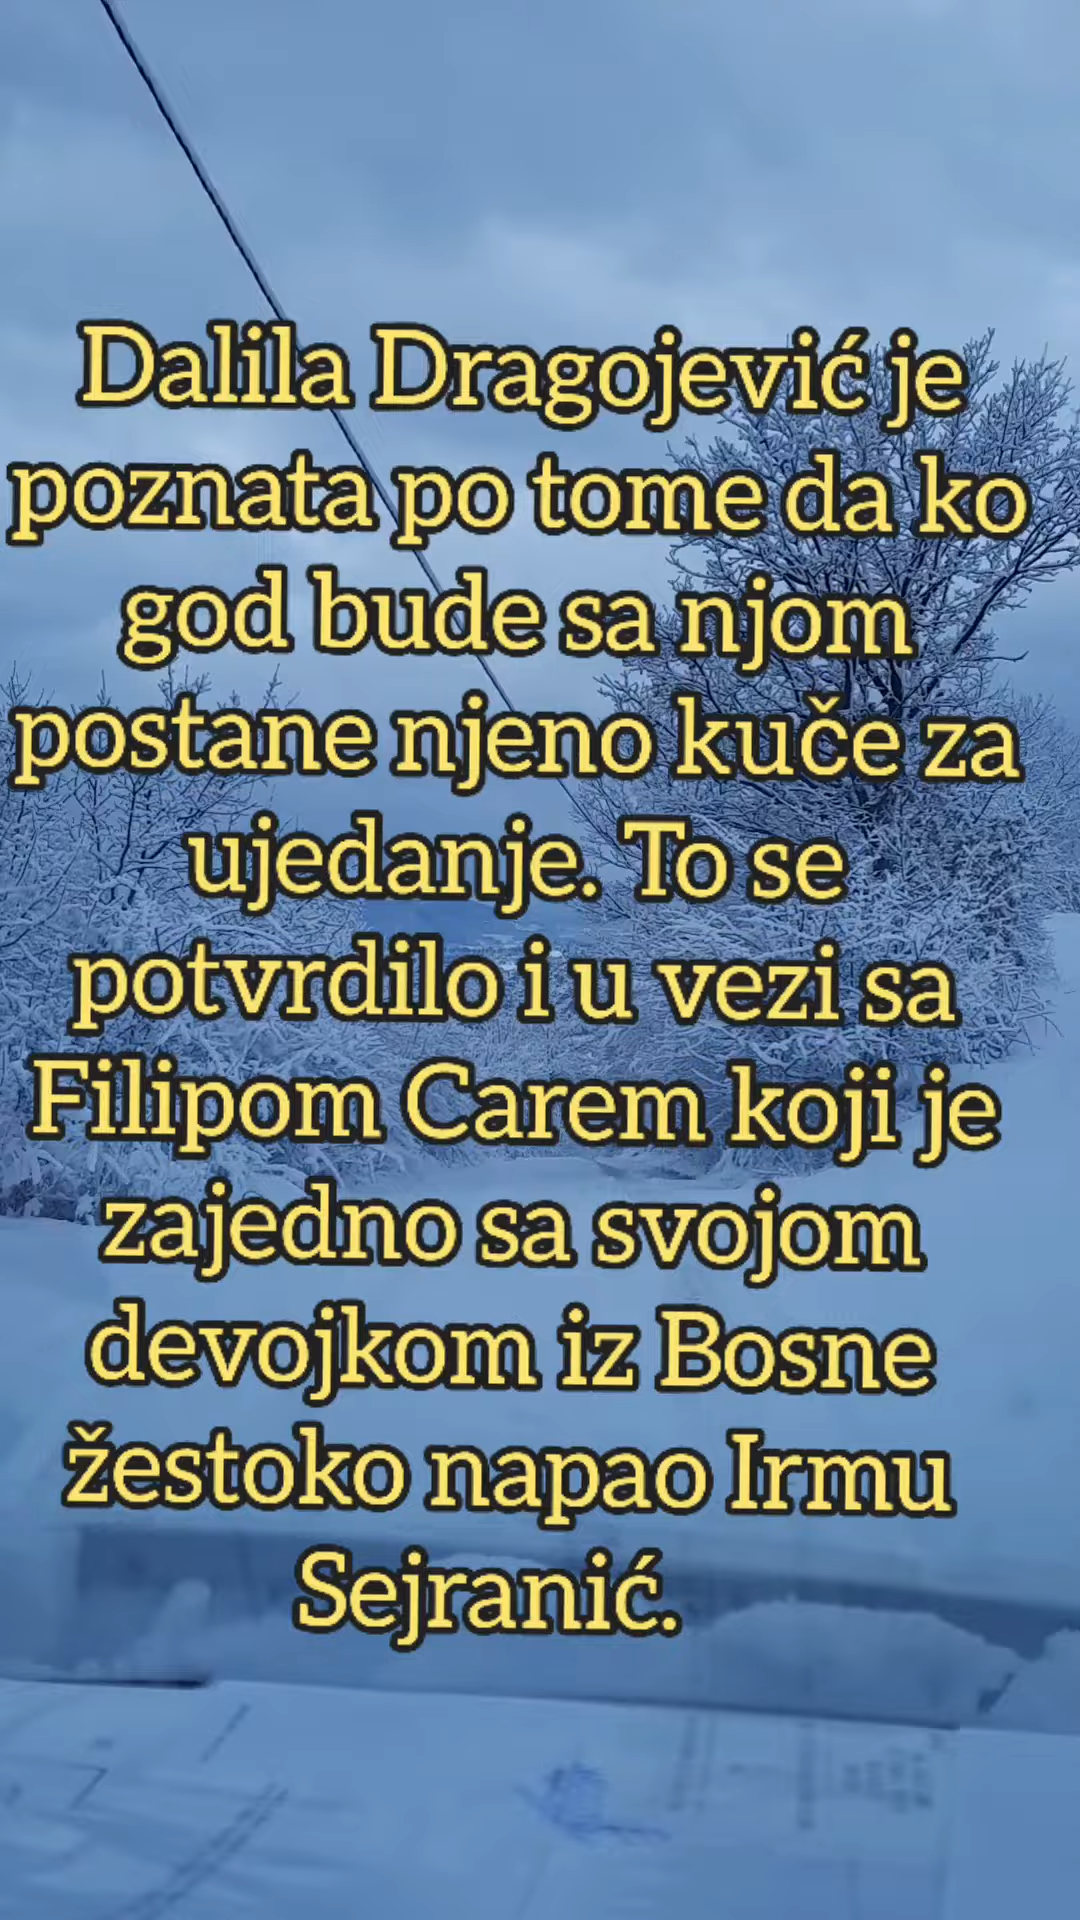 Dalila Dragojević je
poznata po tome da ko
god bude sa njom
postane njeno kuče za
ujedanje. To se
potvrdilo i u vezi sa
Filipom Carem koji je
zajedno sa svojom
devojkom iz Bosne
žestoko napao Irmu
Sejranić.